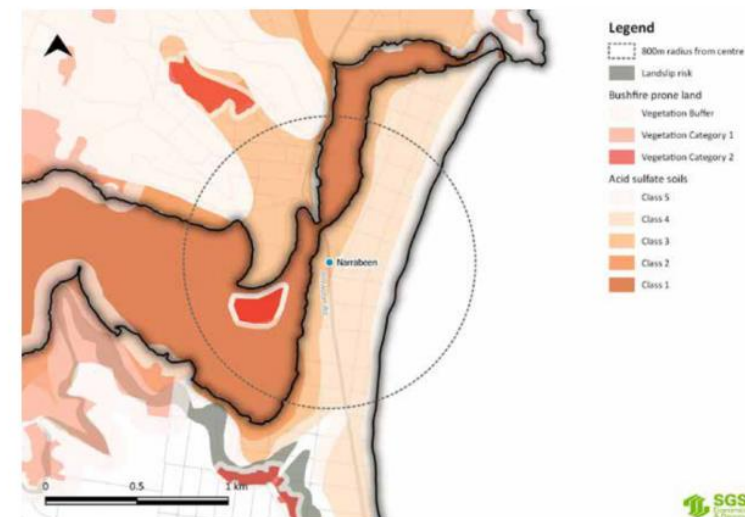 Legend
800m radius from centre
Landslip risk
Bushfire prone land
Vegetation Buffer
Vegetation Category 1
Vegetation Category 2
Acid sulfate soils
Class 5
Class 4
Class 3
Class 2
Class 1
Narrabeen
0
0.5
1 km
SGS
Economics
& Planning